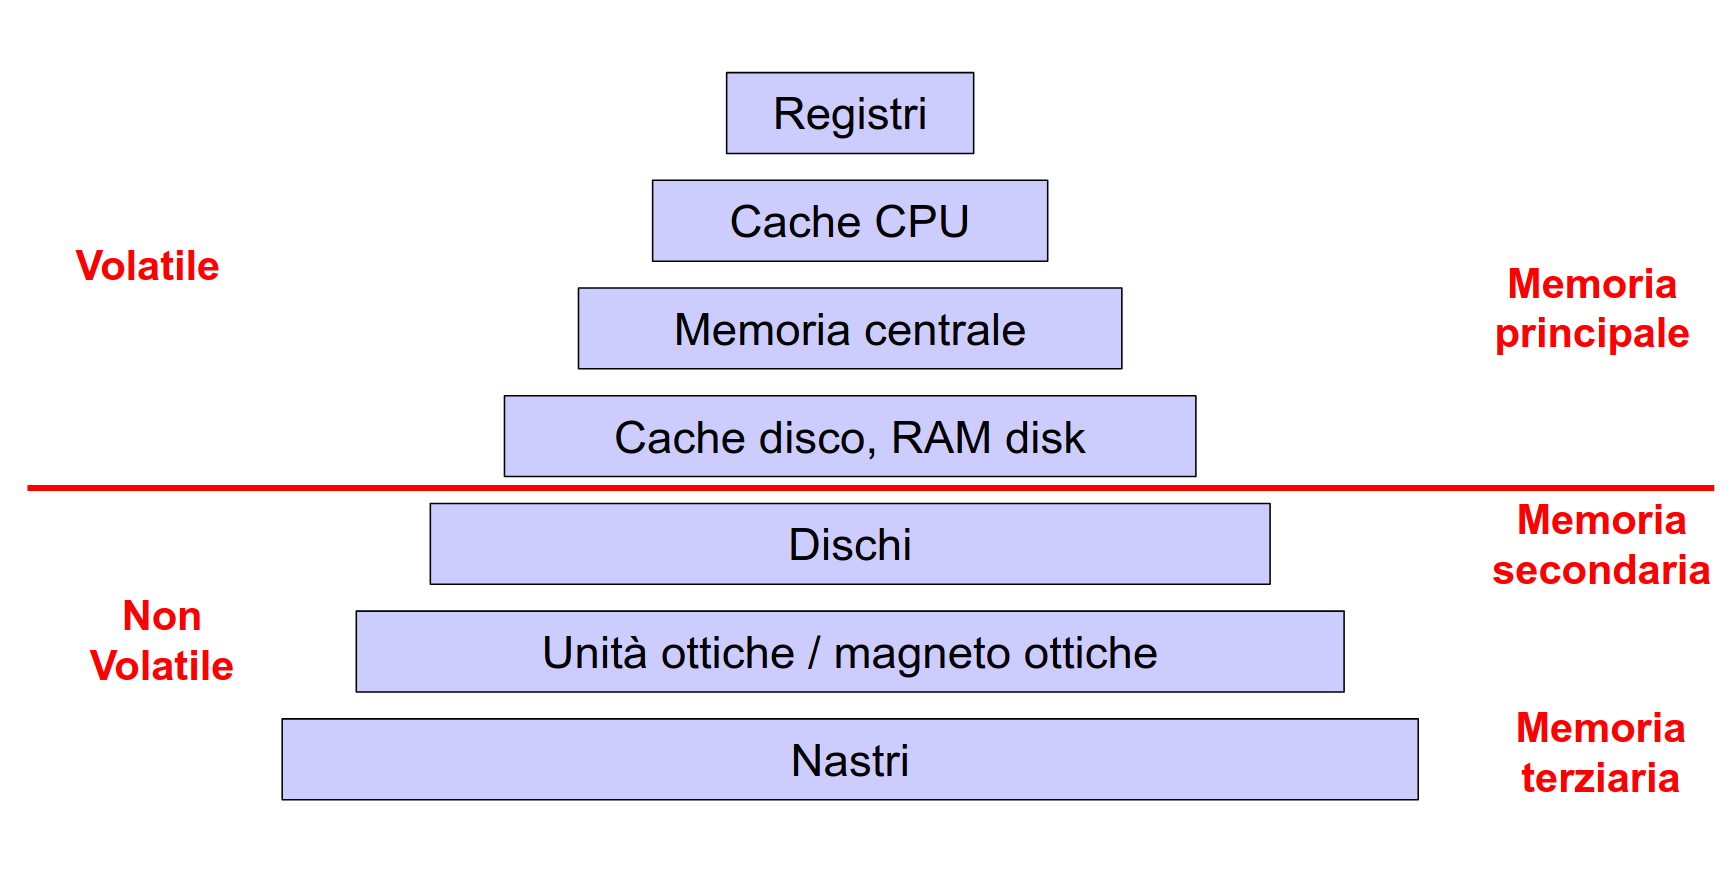 Registri
Cache CPU
Volatile
Memoria
principale
Memoria centrale
Cache disco, RAM disk
Memoria
secondaria
Dischi
Non
Volatile
Unità ottiche / magneto ottiche
Memoria
terziaria
Nastri